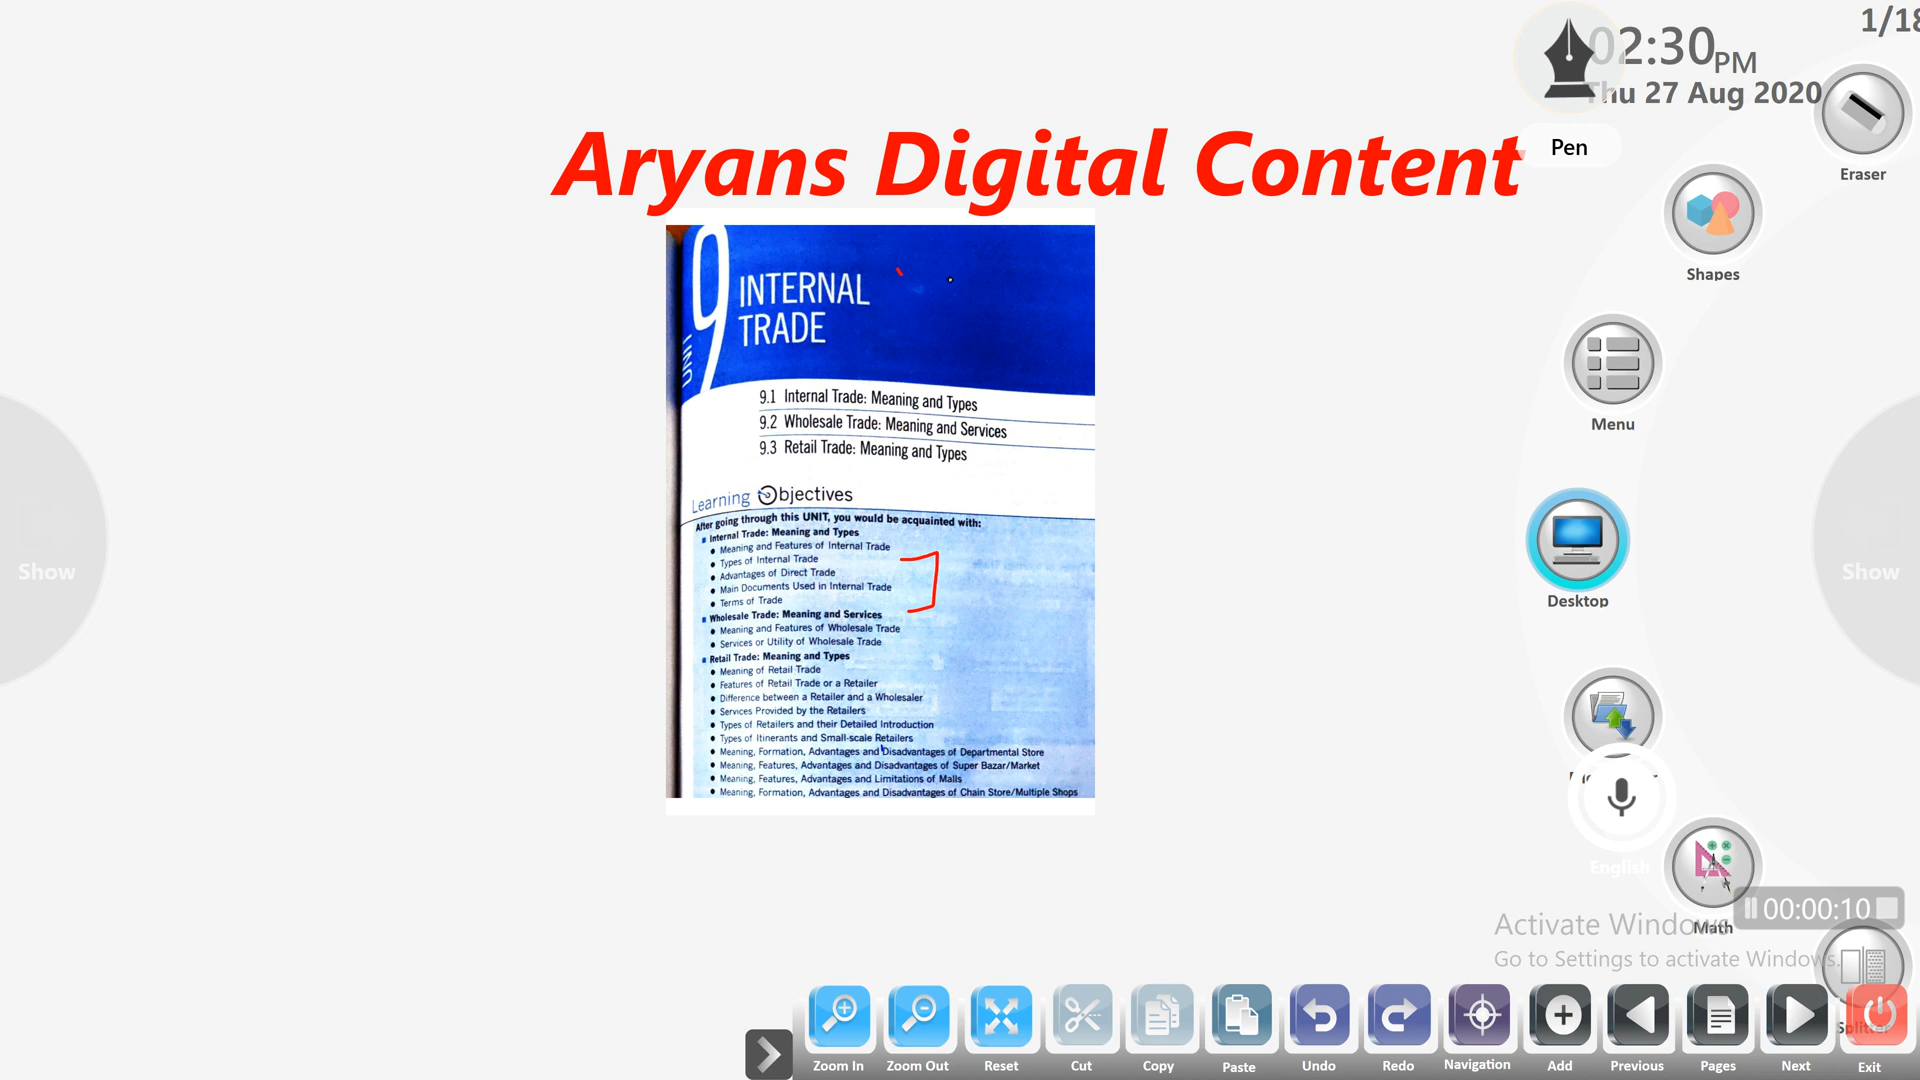 1/18
02:30 PM
Thu 27 Aug 2020
Pen
Eraser
Aryans Digital Content
Shapes
9 INTERNAL
TRADE
UNIT
Menu
9.1 Internal Trade: Meaning and Types
9.2 Wholesale Trade: Meaning and Services
9.3 Retail Trade: Meaning and Types
Learning Objectives
After going through this UNIT, you would be acquainted with:
Internal Trade: Meaning and Types
Meaning and Features of Internal Trade
Types of Internal Trade
Advantages of Direct Trade
Main Documents Used in Internal Trade
Terms of Trade
Wholesale Trade: Meaning and Services
Meaning and Features of Wholesale Trade
Services or Utility of Wholesale Trade
Retail Trade: Meaning and Types
Meaning of Retail Trade
Features of Retail Trade or a Retailer
Difference between a Retailer and a Wholesaler
Services Provided by the Retailers
Types of Retailers and their Detailed Introduction
Types of Itinerants and Small-scale Retailers
Meaning, Formation, Advantages and Disadvantages of Departmental Store
Meaning, Features, Advantages and Disadvantages of Super Bazar/Market
Meaning, Features, Advantages and Limitations of Malls
Meaning, Formation, Advantages and Disadvantages of Chain Store/Multiple Shops
Show
Show
Desktop
English
Math
00:00:10
Activate Windows
Go to Settings to activate Windows.
Splitter
Zoom In
Zoom Out
Reset
Cut
Copy
Paste
Undo
Redo
Navigation
Add
Previous
Pages
Next
Exit